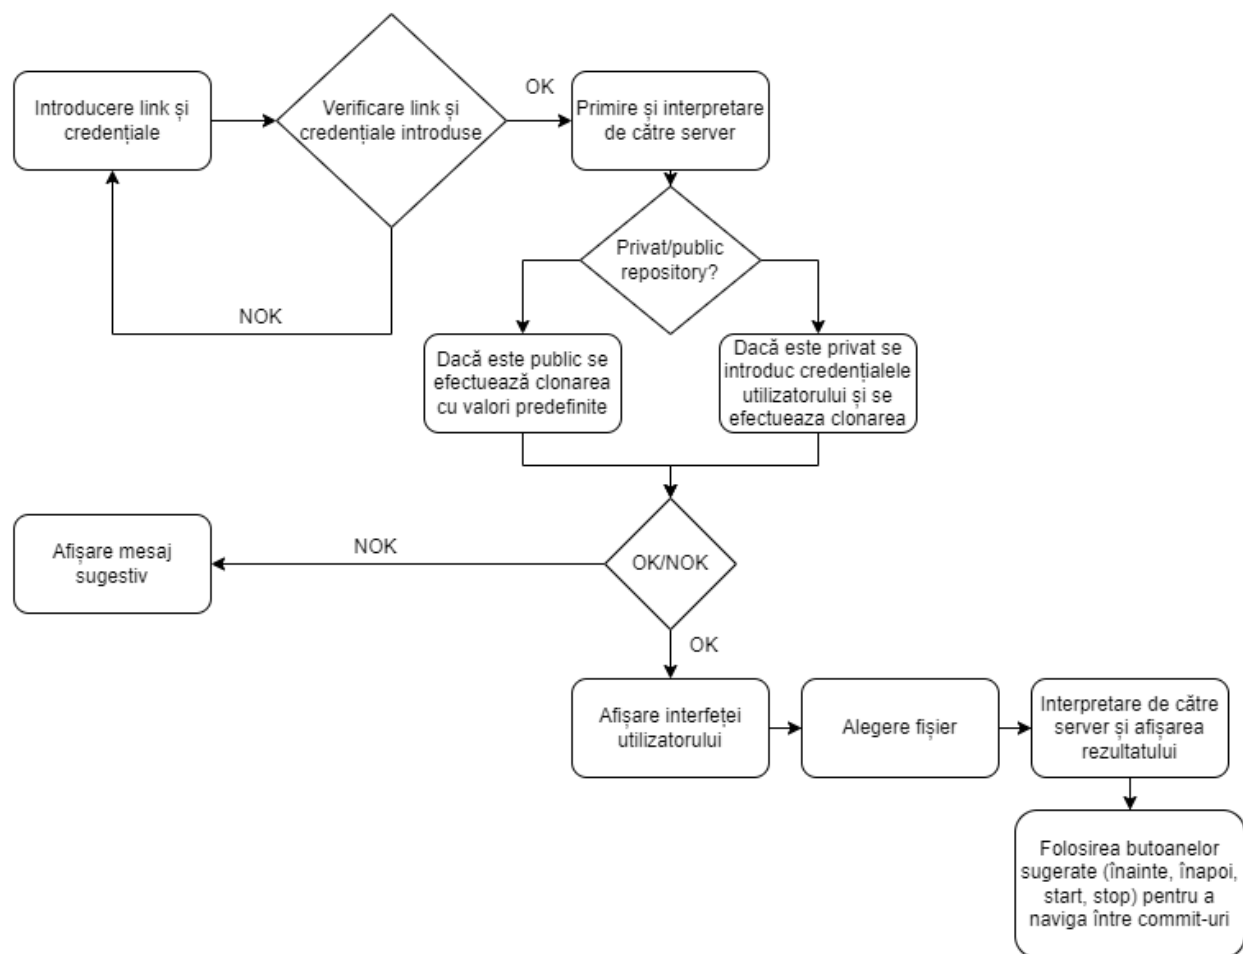 Introducere link și
credențiale
Verificare link și
credențiale introduse
OK
Primire și interpretare
de către server
NOK
Privat/public
repository?
Dacă este public se
efectuează clonarea
cu valori predefinite
Dacă este privat se
introduc credențialele
utilizatorului și se
efectueaza clonarea
OK/NOK
NOK
Afișare mesaj
sugestiv
OK
Afișare interfeței
utilizatorului
Alegere fișier
Interpretare de către
server și afișarea
rezultatului
Folosirea butoanelor
sugerate (înainte, înapoi,
start, stop) pentru a
naviga între commit-uri